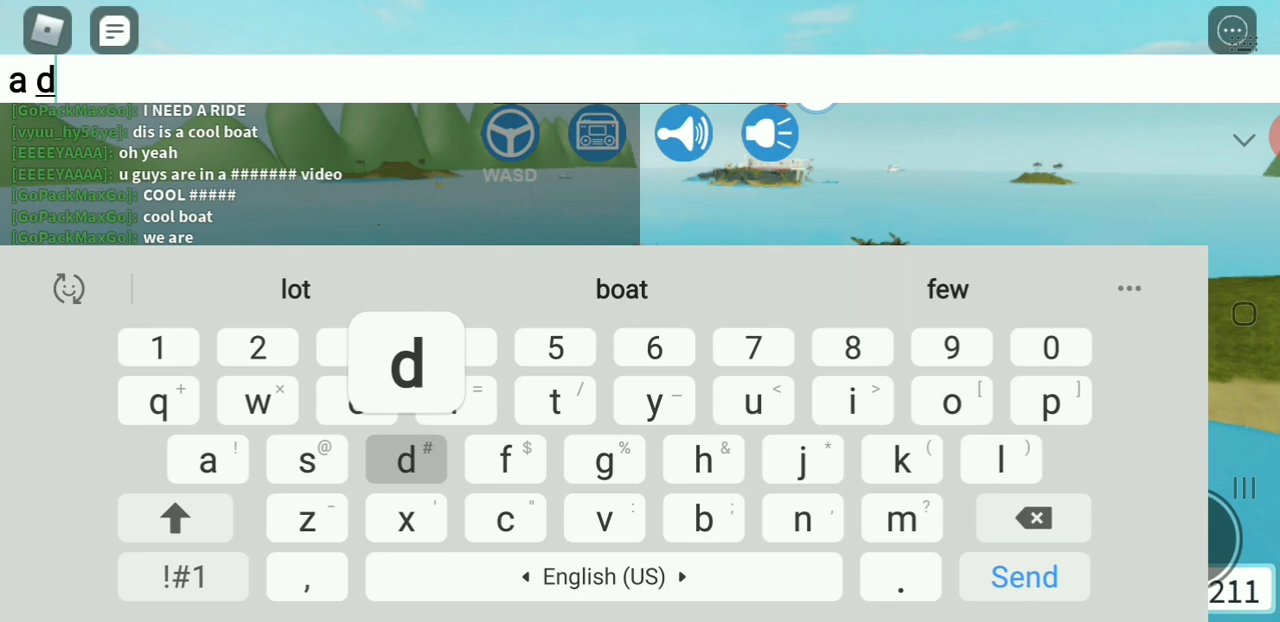 a d
[GoPackMaxGo]: I NEED A RIDE
[vyuu_hy56ye]: dis is a cool boat
[EEEEYAAAA]: oh yeah
[EEEEYAAAA]: u guys are in a ####### video
[GoPackMaxGo]: COOL #####
[GoPackMaxGo]: cool boat
[GoPackMaxGo]: we are
WASD
lot boat few
d
1 2 5 6 7 8 9 0
q + w × = t / y – u < i > o [ p ]
a ! s @ d # f $ g % h & j * k ( l )
z - x ' c " v : b ; n , m ?
!#1 , English (US) . Send
211